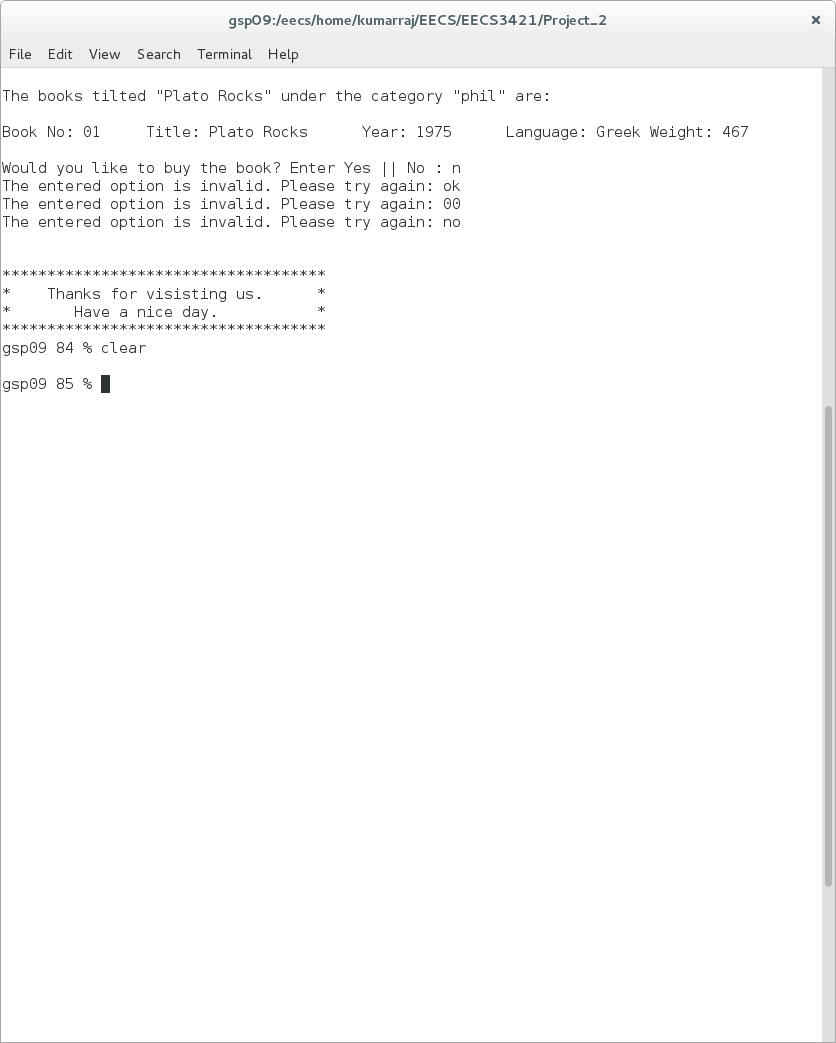 gsp09:/eecs/home/kumarraj/EECS/EECS3421/Project_2 ×
File Edit View Search Terminal Help
The books tilted "Plato Rocks" under the category "phil" are:
Book No: 01     Title: Plato Rocks      Year: 1975      Language: Greek Weight: 467
Would you like to buy the book? Enter Yes || No : n
The entered option is invalid. Please try again: ok
The entered option is invalid. Please try again: 00
The entered option is invalid. Please try again: no
************************************
*    Thanks for visisting us.      *
*       Have a nice day.           *
************************************
gsp09 84 % clear
gsp09 85 %